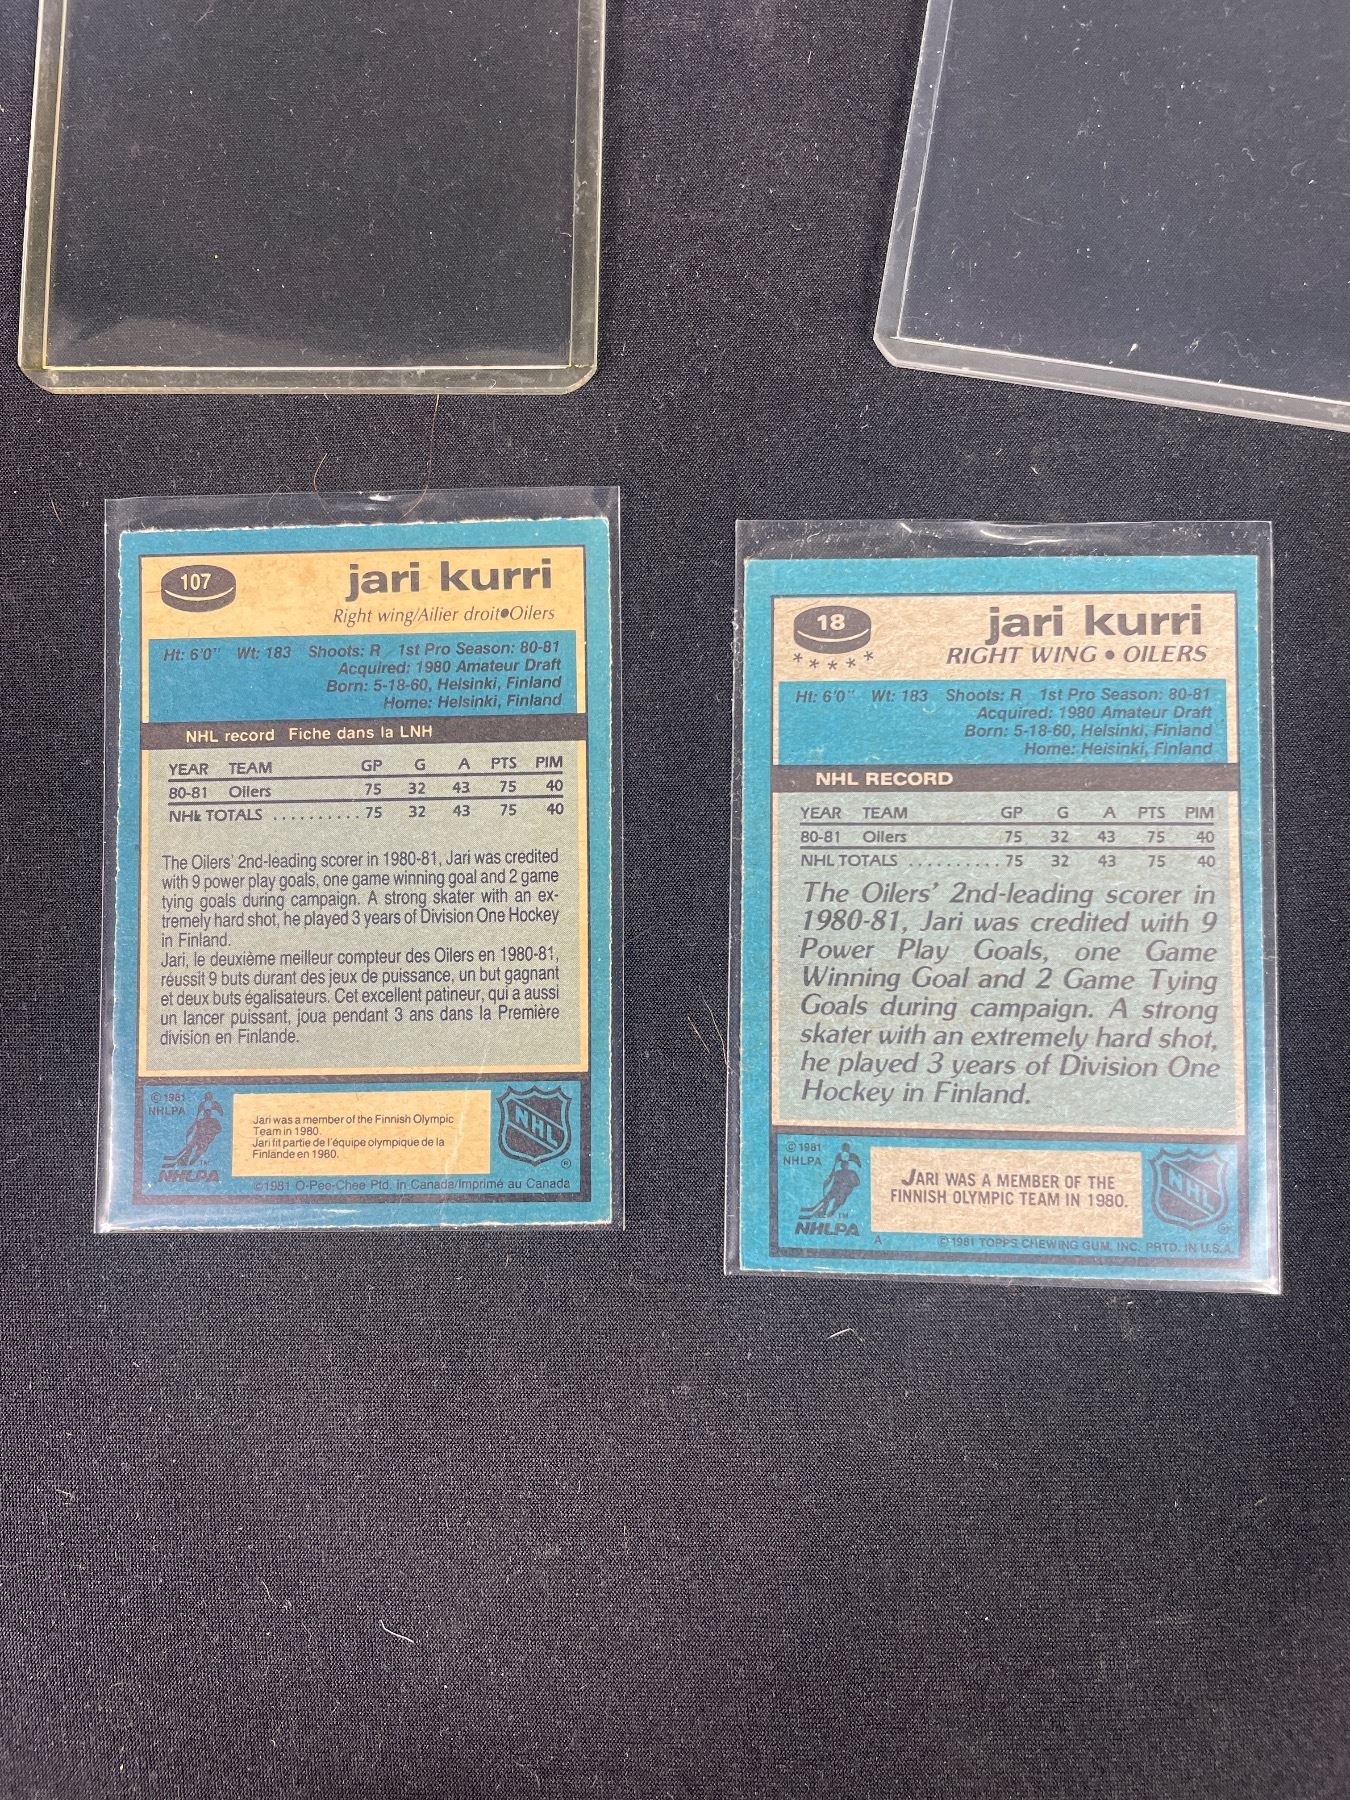 107
jari kurri
Right wing/Ailier droit•Oilers
Ht: 6'0" Wt: 183 Shoots: R 1st Pro Season: 80-81
Acquired: 1980 Amateur Draft
Born: 5-18-60, Helsinki, Finland
Home: Helsinki, Finland
NHL record Fiche dans la LNH
YEAR TEAM GP G A PTS PIM
80-81 Oilers 75 32 43 75 40
NHL TOTALS .......... 75 32 43 75 40
The Oilers' 2nd-leading scorer in 1980-81, Jari was credited
with 9 power play goals, one game winning goal and 2 game
tying goals during campaign. A strong skater with an ex-
tremely hard shot, he played 3 years of Division One Hockey
in Finland.
Jari, le deuxième meilleur compteur des Oilers en 1980-81,
réussit 9 buts durant des jeux de puissance, un but gagnant
et deux buts égalisateurs. Cet excellent patineur, qui a aussi
un lancer puissant, joua pendant 3 ans dans la Première
division en Finlande.
©1981
NHLPA
TM
NHLPA
Jari was a member of the Finnish Olympic
Team in 1980.
Jari fit partie de l'équipe olympique de la
Finlande en 1980.
NHL
®
©1981 O-Pee-Chee Ptd. in Canada/Imprimé au Canada
18
*****
jari kurri
RIGHT WING • OILERS
Ht: 6'0" Wt: 183 Shoots: R 1st Pro Season: 80-81
Acquired: 1980 Amateur Draft
Born: 5-18-60, Helsinki, Finland
Home: Helsinki, Finland
NHL RECORD
YEAR TEAM GP G A PTS PIM
80-81 Oilers 75 32 43 75 40
NHL TOTALS .......... 75 32 43 75 40
The Oilers' 2nd-leading scorer in
1980-81, Jari was credited with 9
Power Play Goals, one Game
Winning Goal and 2 Game Tying
Goals during campaign. A strong
skater with an extremely hard shot,
he played 3 years of Division One
Hockey in Finland.
©1981
NHLPA
TM
NHLPA
A
JARI WAS A MEMBER OF THE
FINNISH OLYMPIC TEAM IN 1980.
NHL
®
©1981 TOPPS CHEWING GUM, INC. PRTD. IN U.S.A.